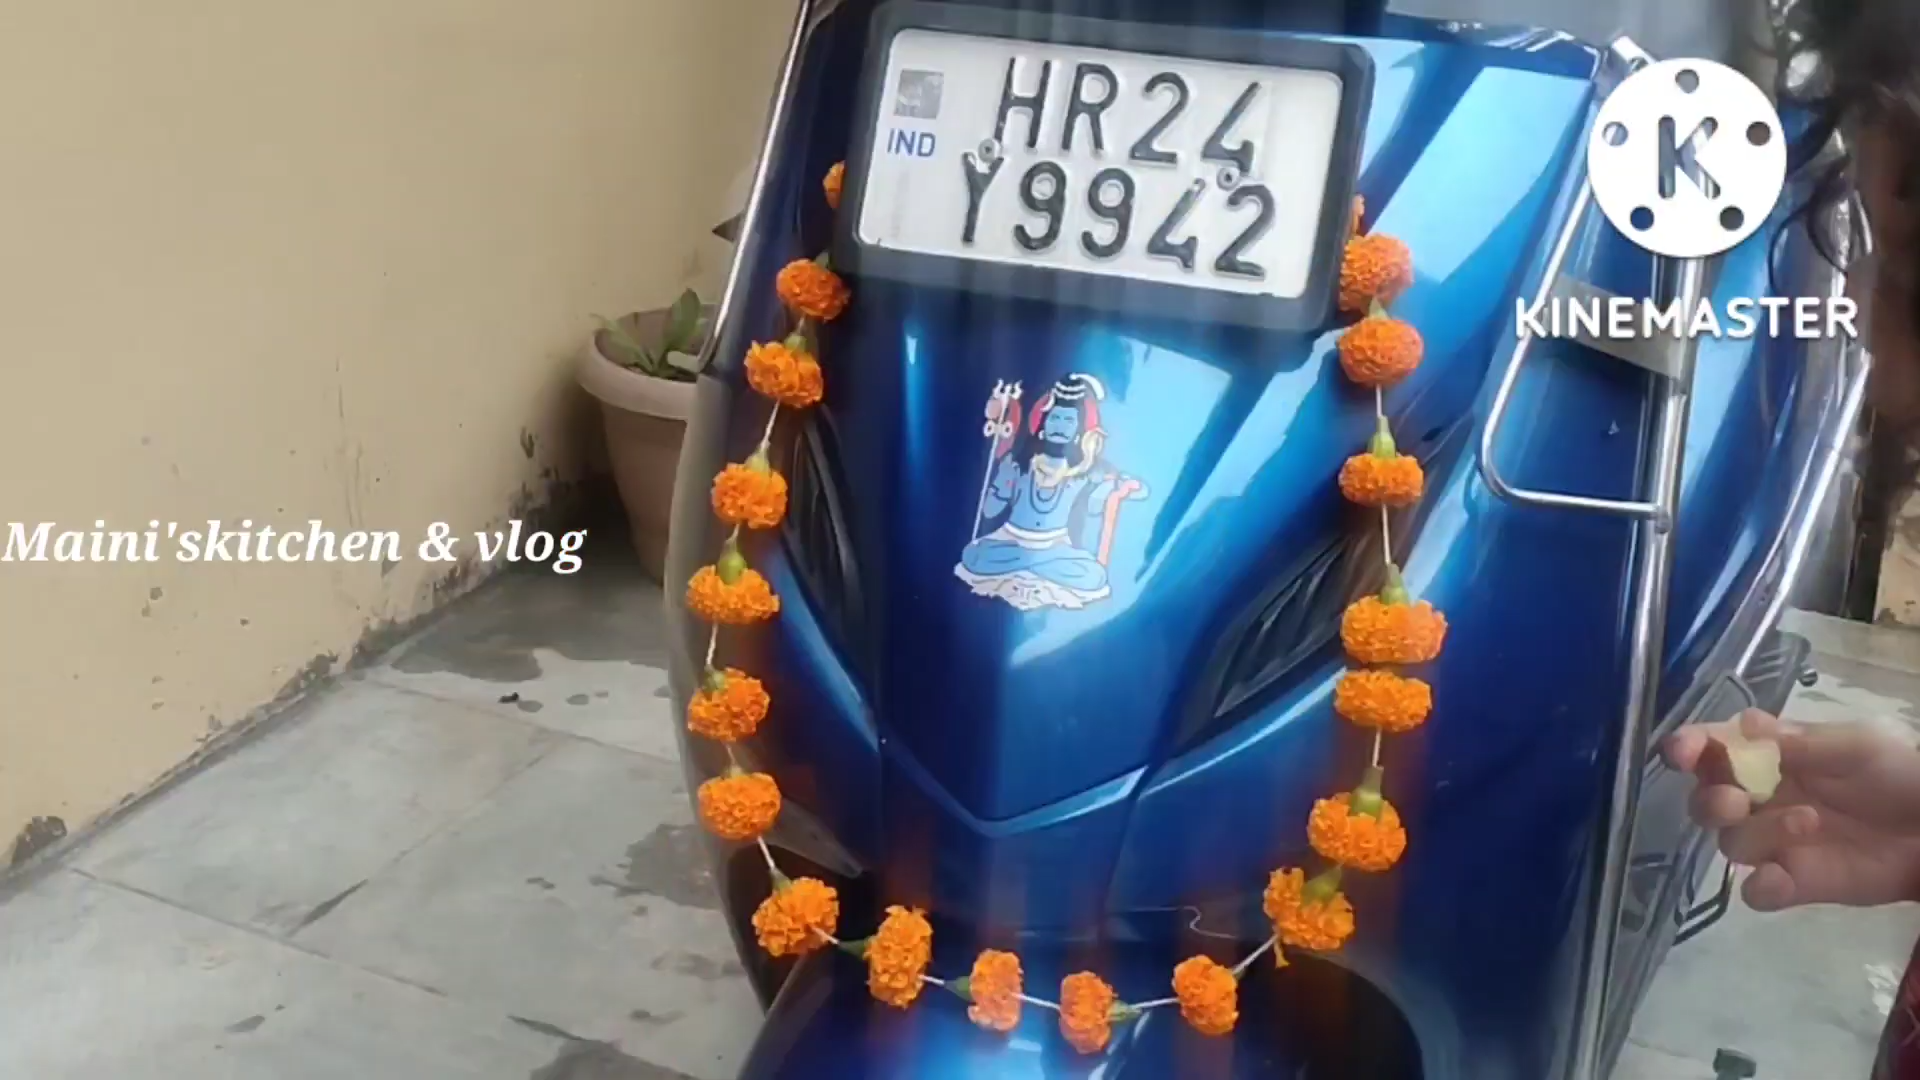 HR24
IND
Y9942
K
KINEMASTER
Maini'skitchen & vlog